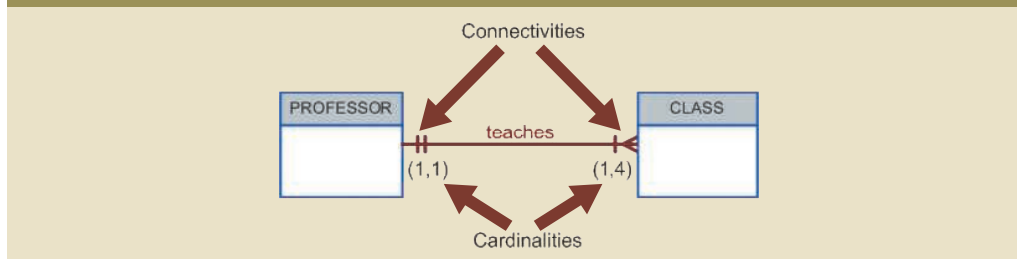 Connectivities
PROFESSOR
CLASS
teaches
(1,1)
(1,4)
Cardinalities